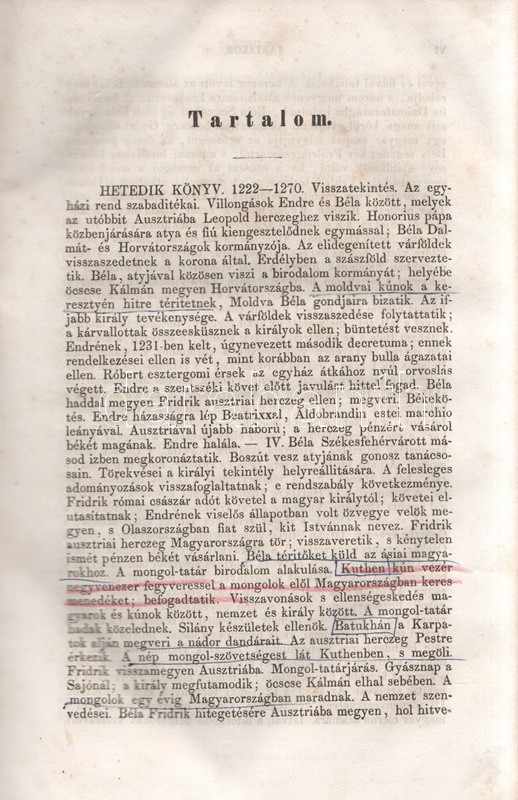 Tartalom.
HETEDIK KÖNYV. 1222—1270. Visszatekintés. Az egy-
házi rend szabaditékai. Villongások Endre és Béla között, melyek
az utóbbit Ausztriába Leopold herczeghez viszik. Honorius pápa
közbenjárására atya és fiú kiengesztelődnek egymással; Béla Dal-
mát- és Horvátországok kormányzója. Az elidegenített várföldek
visszaszedetnek a korona által. Erdélyben a szászföld szervezte-
tik. Béla, atyjával közösen viszi a birodalom kormányát; helyébe
öcscse Kálmán megyen Horvátországba. A moldvai kúnok a ke-
resztyén hitre téritetnek, Moldva Béla gondjaira bizatik. Az if-
jabb király tevékenysége. A várföldek visszaszedése folytattatik;
a kárvallottak összeesküsznek a királyok ellen; büntetést vesznek.
Endrének, 1231-ben kelt, úgynevezett második decretuma; ennek
rendelkezései ellen is vét, mint korábban az arany bulla ágazatai
ellen. Róbert esztergomi érsek az egyház átkához nyúl orvoslás
végett. Endre a szentszéki követ előtt javulást hittel fogad. Béla
haddal megyen Fridrik ausztriai herczeg ellen; megveri. Békekö-
tés. Endre házasságra lép Beatrixxal, Aldobrandin estei marchio
leányával. Ausztriával újabb háború; a herczeg pénzért vásárol
békét magának. Endre halála. — IV. Béla Székesfehérvárott má-
sod izben megkoronáztatik. Boszút vesz atyjának gonosz tanácso-
sain. Törekvései a királyi tekintély helyreállitására. A felesleges
adományozások visszafoglaltatnak; e rendszabály következménye.
Fridrik római császár adót követel a magyar királytól; követei el-
utasitatnak; Endrének viselős állapotban volt özvegye velök me-
gyen, s Olaszországban fiat szül, kit Istvánnak nevez. Fridrik
ausztriai herczeg Magyarországra tör; visszaveretik, s kénytelen
ismét pénzen békét vásárlani. Béla téritőket küld az ásiai magya-
rokhoz. A mongol-tatár birodalom alakulása. Kuthen kún vezér
negyvenezer fegyveressel a mongolok elől Magyarországban keres
menedéket; befogadtatik. Visszavonások s ellenségeskedés ma-
gyarok és kúnok között, nemzet és király között. A mongol-tatár
hadak közelednek. Silány készületek ellenök. Batukhán a Karpa-
tok alján megveri a nádor dandárait. Az ausztriai herczeg Pestre
érkezik. A nép mongol-szövetségest lát Kuthenben, s megöli.
Fridrik visszamegyen Ausztriába. Mongol-tatárjárás. Gyásznap a
Sajónál; a király megfutamodik; öcscse Kálmán elhal sebében. A
mongolok egy évig Magyarországban maradnak. A nemzet szen-
vedései. Béla Fridrik hitegetésére Ausztriába megyen, hol hitve-